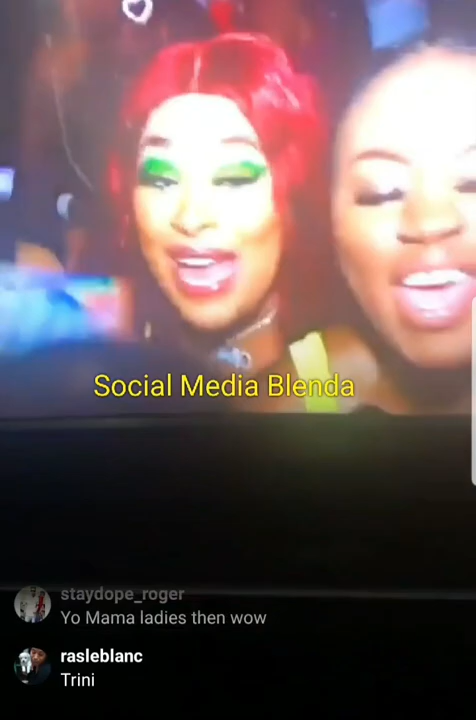 Social Media Blenda
staydope_roger
Yo Mama ladies then wow
rasleblanc
Trini